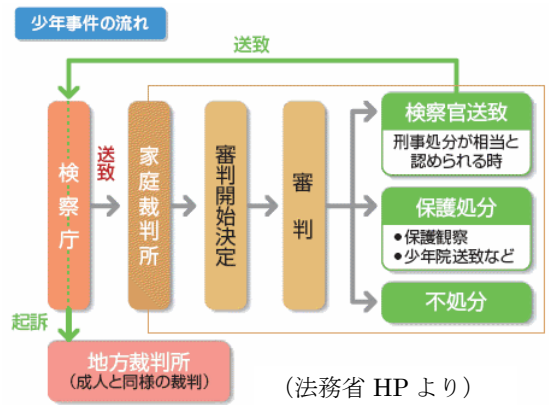 少年事件の流れ
送致
検察庁
送致
家庭裁判所
審判開始決定
審判
検察官送致
刑事処分が相当と
認められる時
保護処分
●保護観察
●少年院送致など
不処分
起訴
地方裁判所
(成人と同様の裁判)
（法務省 HP より）